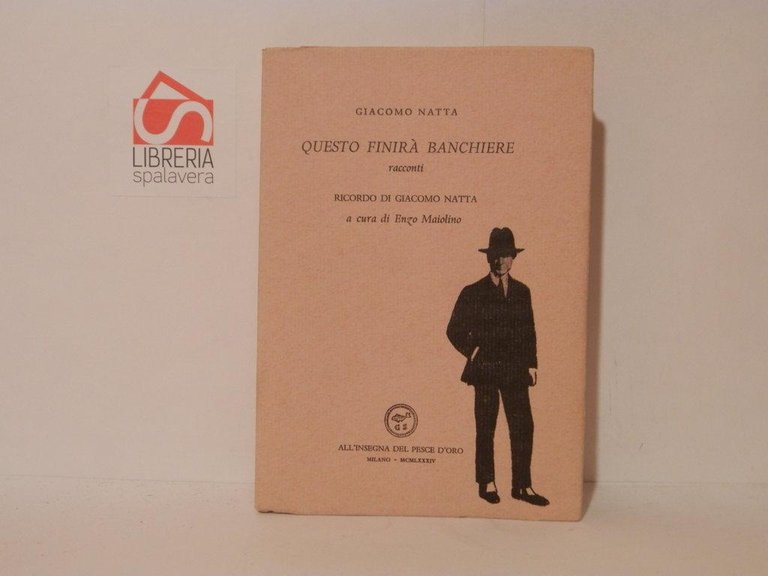 LIBRERIA
spalavera
GIACOMO NATTA
QUESTO FINIRÀ BANCHIERE
racconti
RICORDO DI GIACOMO NATTA
a cura di Enzo Maiolino
ALL'INSEGNA DEL PESCE D'ORO
MILANO - MCMLXXXIV